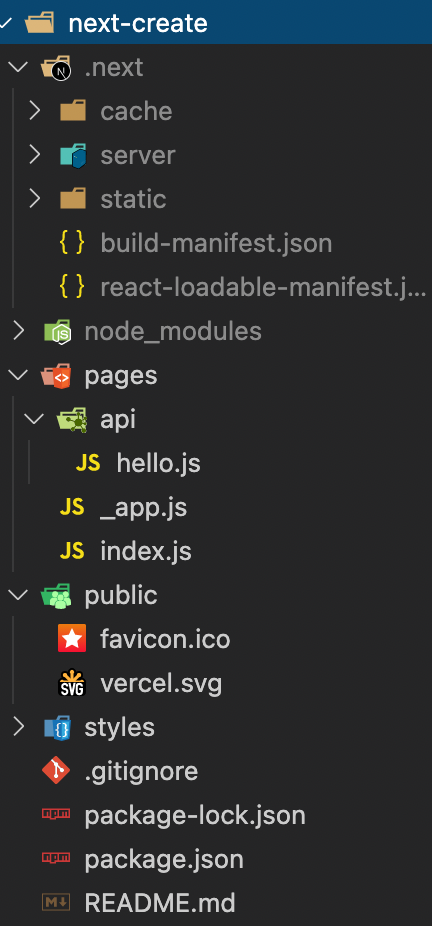 next-create
.next
cache
server
static
build-manifest.json
react-loadable-manifest.j...
node_modules
pages
api
JS hello.js
JS _app.js
JS index.js
public
favicon.ico
SVG vercel.svg
styles
.gitignore
package-lock.json
package.json
README.md